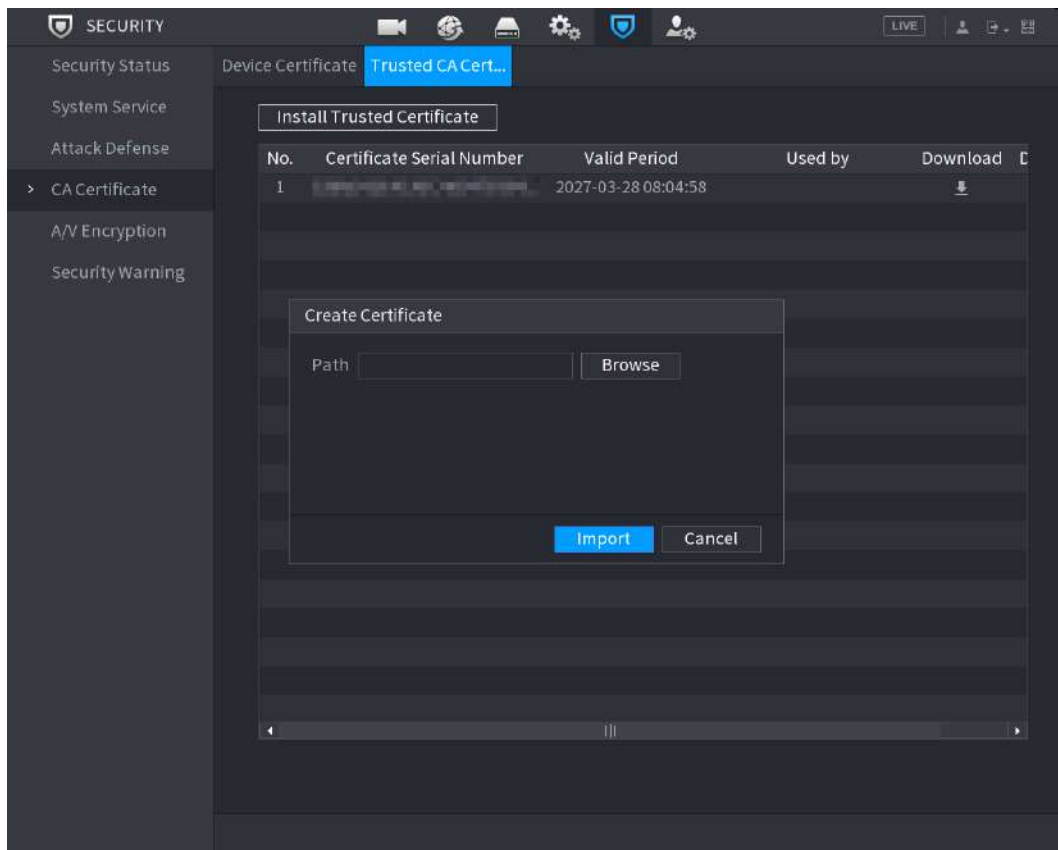 SECURITY
LIVE
Security Status
System Service
Attack Defense
CA Certificate
A/V Encryption
Security Warning
Device Certificate Trusted CA Cert...
Install Trusted Certificate
No. Certificate Serial Number Valid Period Used by Download D
1 2027-03-28 08:04:58
Create Certificate
Path Browse
Import Cancel